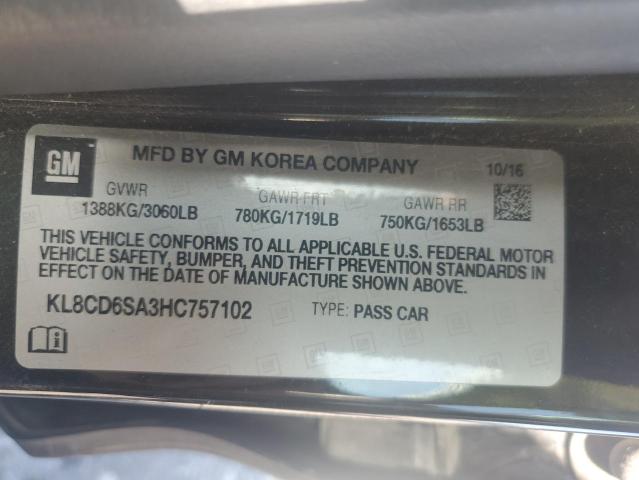 GM MFD BY GM KOREA COMPANY 10/16
GVWR GAWR FRT GAWR RR
1388KG/3060LB 780KG/1719LB 750KG/1653LB
THIS VEHICLE CONFORMS TO ALL APPLICABLE U.S. FEDERAL MOTOR
VEHICLE SAFETY, BUMPER, AND THEFT PREVENTION STANDARDS IN
EFFECT ON THE DATE OF MANUFACTURE SHOWN ABOVE.
KL8CD6SA3HC757102 TYPE: PASS CAR